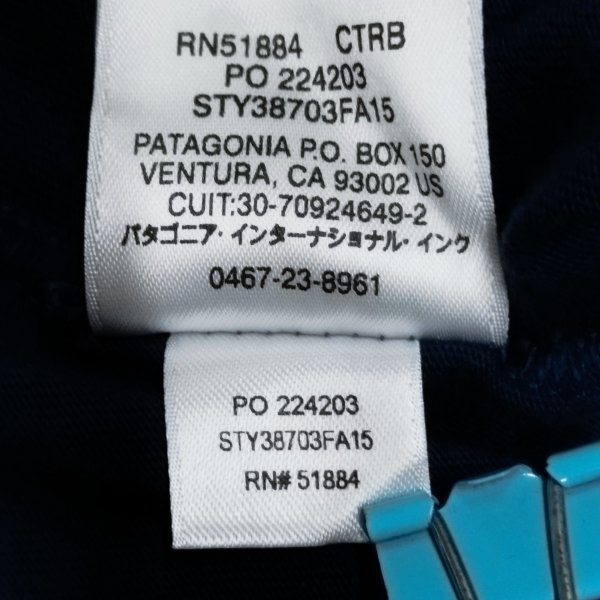 RN51884 CTRB
PO 224203
STY38703FA15
PATAGONIA P.O. BOX 150
VENTURA, CA 93002 US
CUIT:30-70924649-2
パタゴニア・インターナショナル・インク
0467-23-8961
PO 224203
STY38703FA15
RN# 51884